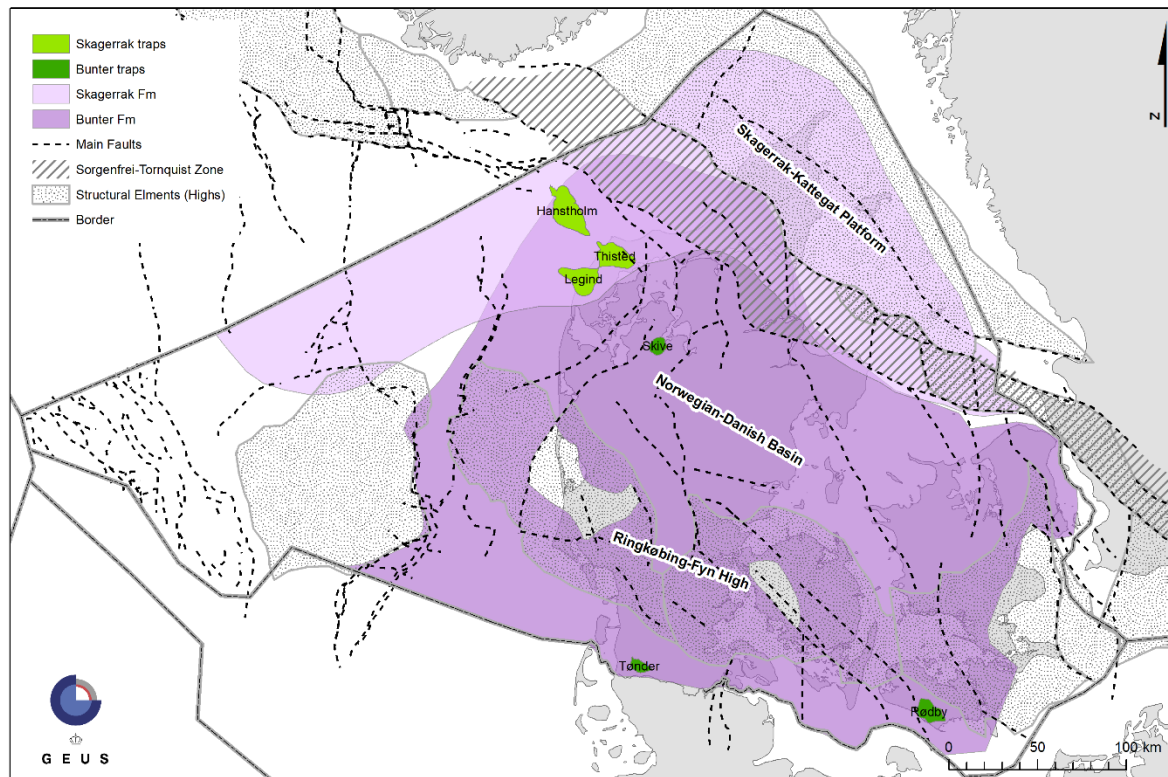 Skagerrak traps
Bunter traps
Skagerrak Fm
Bunter Fm
Main Faults
Sorgenfrei-Tornquist Zone
Structural Elments (Highs)
Border
N
Skagerrak-Kattegat Platform
Hanstholm
Thisted
Legind
Skive
Norwegian-Danish Basin
Ringkøbing-Fyn High
Tønder
Rødby
0 50 100 km
G E U S